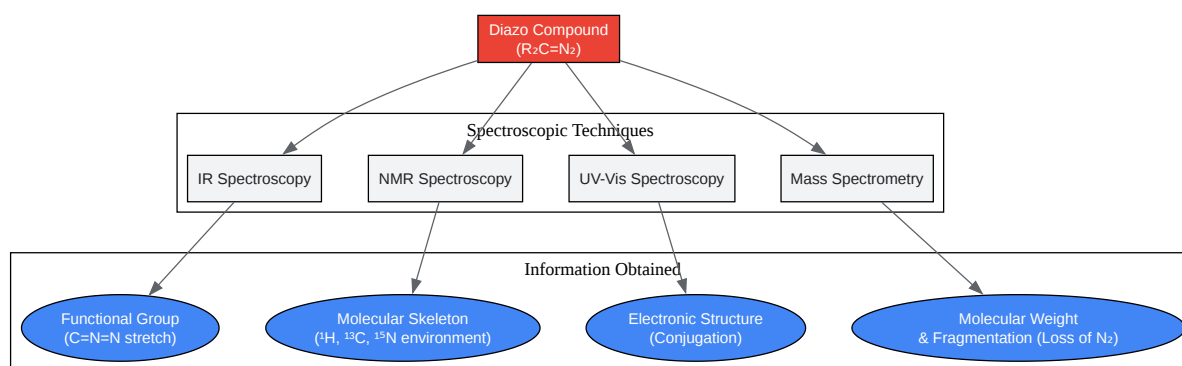 Diazo Compound
(R₂C=N₂)
Spectroscopic Techniques
IR Spectroscopy
NMR Spectroscopy
UV-Vis Spectroscopy
Mass Spectrometry
Information Obtained
Functional Group
(C=N=N stretch)
Molecular Skeleton
(¹H, ¹³C, ¹⁵N environment)
Electronic Structure
(Conjugation)
Molecular Weight
& Fragmentation (Loss of N₂)